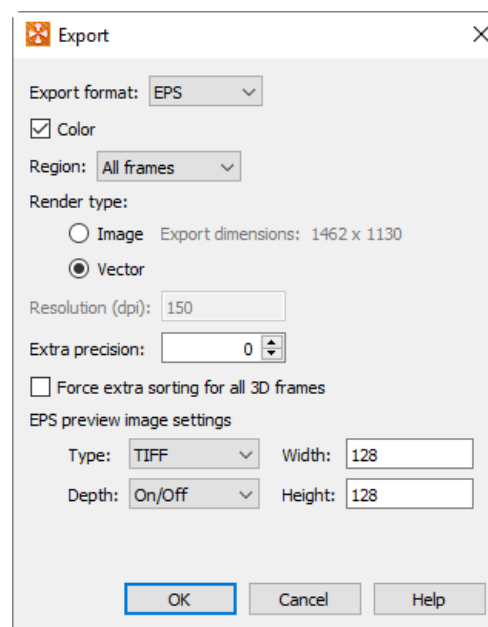 Export
Export format: EPS
Color
Region: All frames
Render type:
Image Export dimensions: 1462 x 1130
Vector
Resolution (dpi): 150
Extra precision: 0
Force extra sorting for all 3D frames
EPS preview image settings
Type: TIFF Width: 128
Depth: On/Off Height: 128
OK Cancel Help